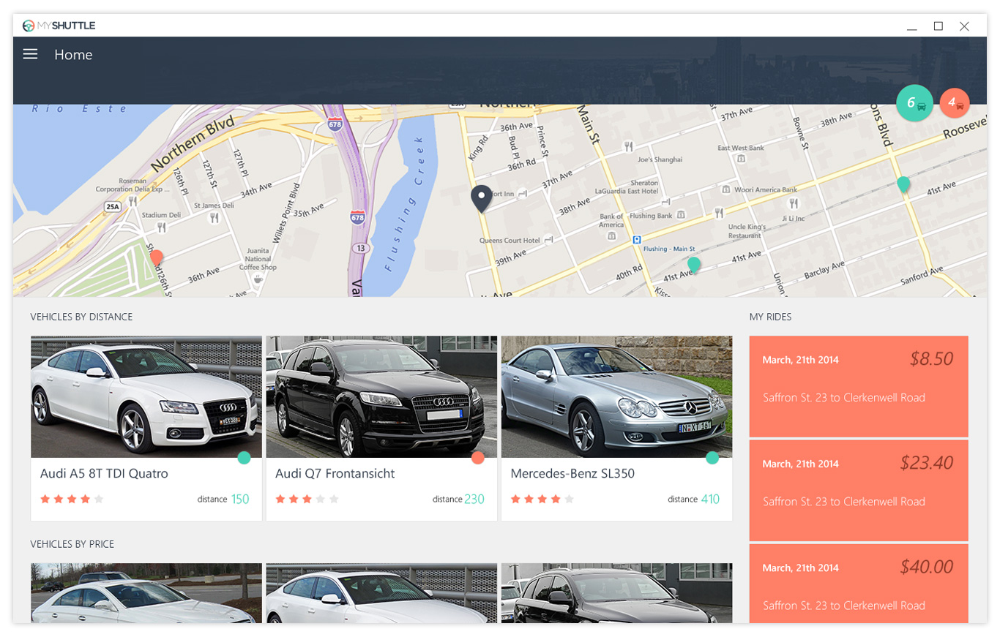 MYSHUTTLE
Home
6
4
Rio Este
Northern Blvd
678
25A
Northern
Main St
37th Ave
Bowne St
Roosevel
36th Ave
King Rd
Bud Pl
Prince St
Joe's Shanghai
East West Bank
127th Pl
127th St
126th Pl
34th Ave
36th Rd
37th Ave
Roseman
Corporation Delia Exp ...
25A
St James Deli
Stadium Deli
Willets Point Blvd
35th Ave
678
Flushing Creek
38th Ave
Sheraton
LaGuardia East Hotel
Woori America Bank
41st Ave
Bank of
America
Flushing Bank
Ji Li Inc
Uncle King's
Restaurant
Queens Court Hotel
Flushing - Main St
13
Juanita
National
Coffee Shop
39th Ave
41st Ave
36th Ave
126th St
40th Rd
41st Ave
Barclay Ave
Sanford Ave
Union
VEHICLES BY DISTANCE
Audi A5 8T TDI Quatro
distance 150
Audi Q7 Frontansicht
distance 230
N XT 16T
Mercedes-Benz SL350
distance 410
VEHICLES BY PRICE
MY RIDES
March, 21th 2014
$8.50
Saffron St. 23 to Clerkenwell Road
March, 21th 2014
$23.40
Saffron St. 23 to Clerkenwell Road
March, 21th 2014
$40.00
Saffron St. 23 to Clerkenwell Road